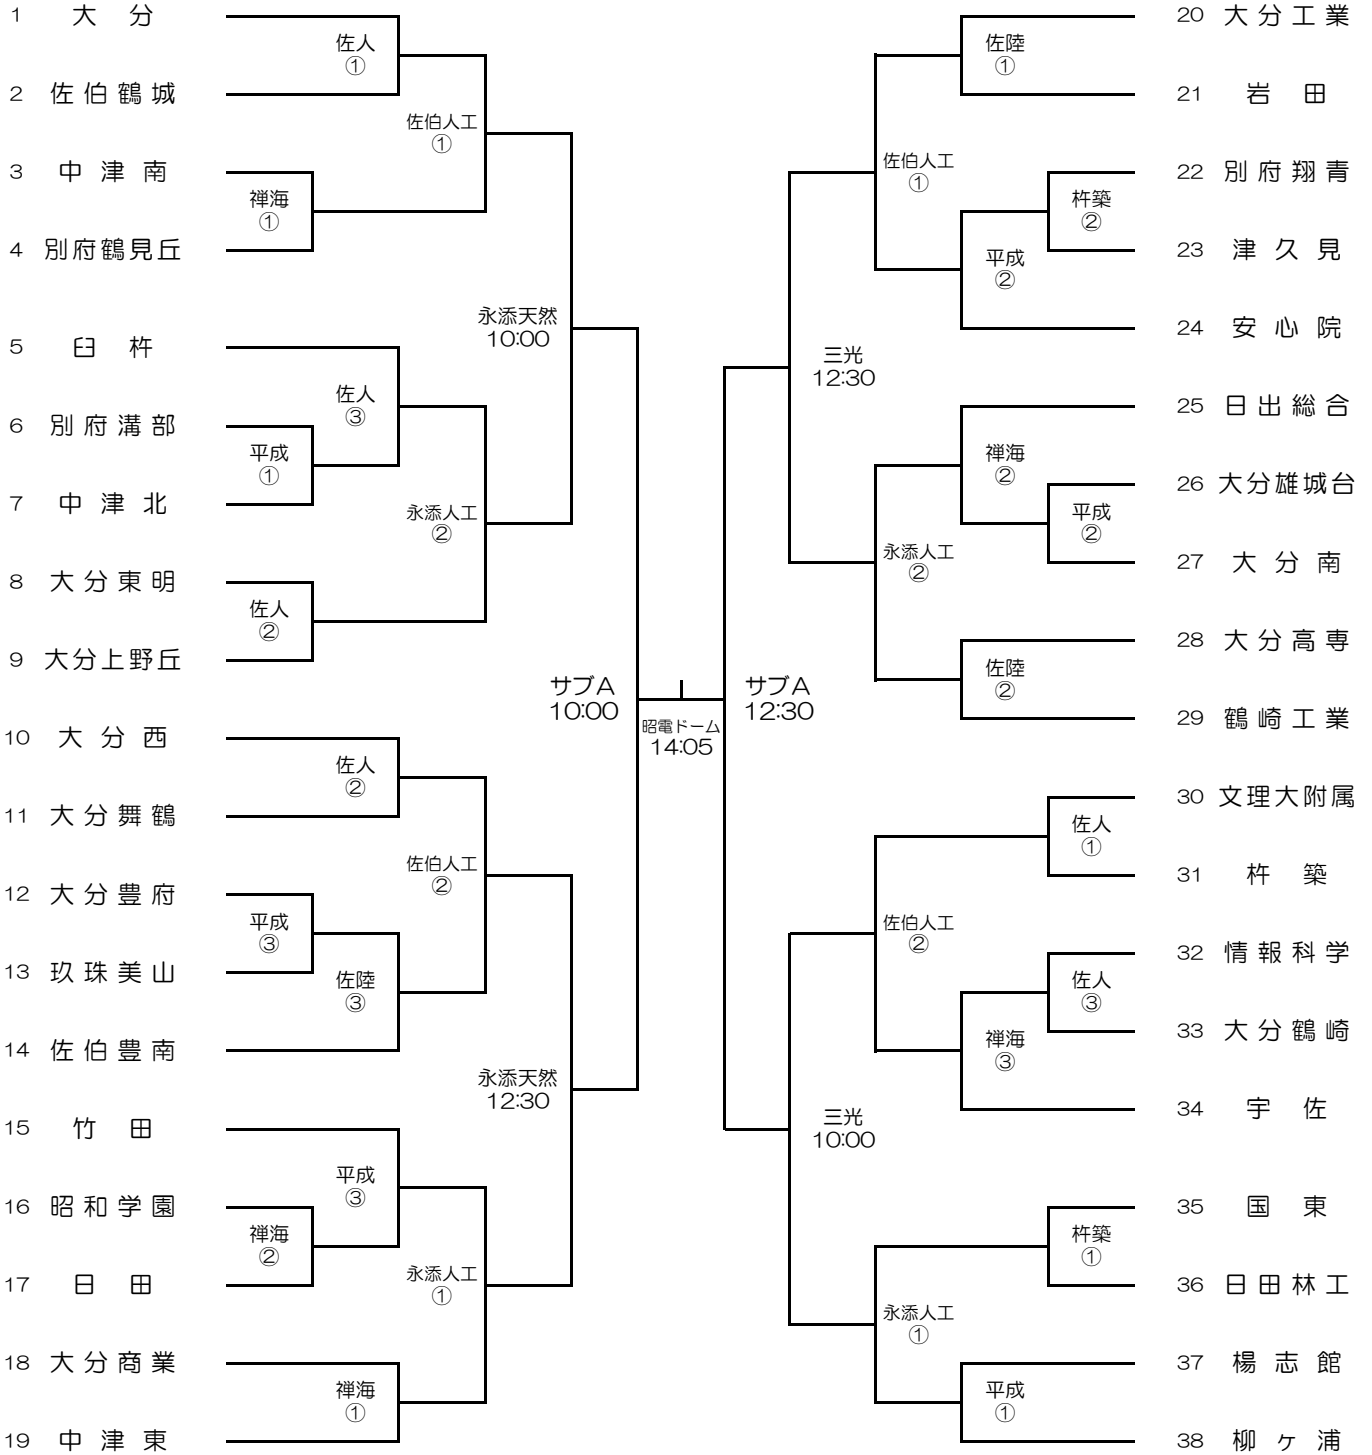 1 大分
佐人
①
2 佐伯鶴城
佐伯人工
①
3 中津南
禅海
①
4 別府鶴見丘
永添天然
10:00
5 臼杵
佐人
③
6 別府溝部
平成
①
7 中津北
永添人工
②
8 大分東明
佐人
②
9 大分上野丘
サブA
10:00
10 大分西
佐人
②
11 大分舞鶴
佐伯人工
②
12 大分豊府
平成
③
13 玖珠美山
佐陸
③
14 佐伯豊南
永添天然
12:30
15 竹田
平成
③
16 昭和学園
禅海
②
17 日田
永添人工
①
18 大分商業
禅海
①
19 中津東
昭電ドーム
14:05
20 大分工業
佐陸
①
21 岩田
佐伯人工
①
22 別府翔青
杵築
②
23 津久見
平成
②
24 安心院
三光
12:30
25 日出総合
禅海
②
26 大分雄城台
平成
②
27 大分南
永添人工
②
28 大分高専
佐陸
②
29 鶴崎工業
サブA
12:30
30 文理大附属
佐人
①
31 杵築
佐伯人工
②
32 情報科学
佐人
③
33 大分鶴崎
禅海
③
34 宇佐
三光
10:00
35 国東
杵築
①
36 日田林工
永添人工
①
37 楊志館
平成
①
38 柳ヶ浦